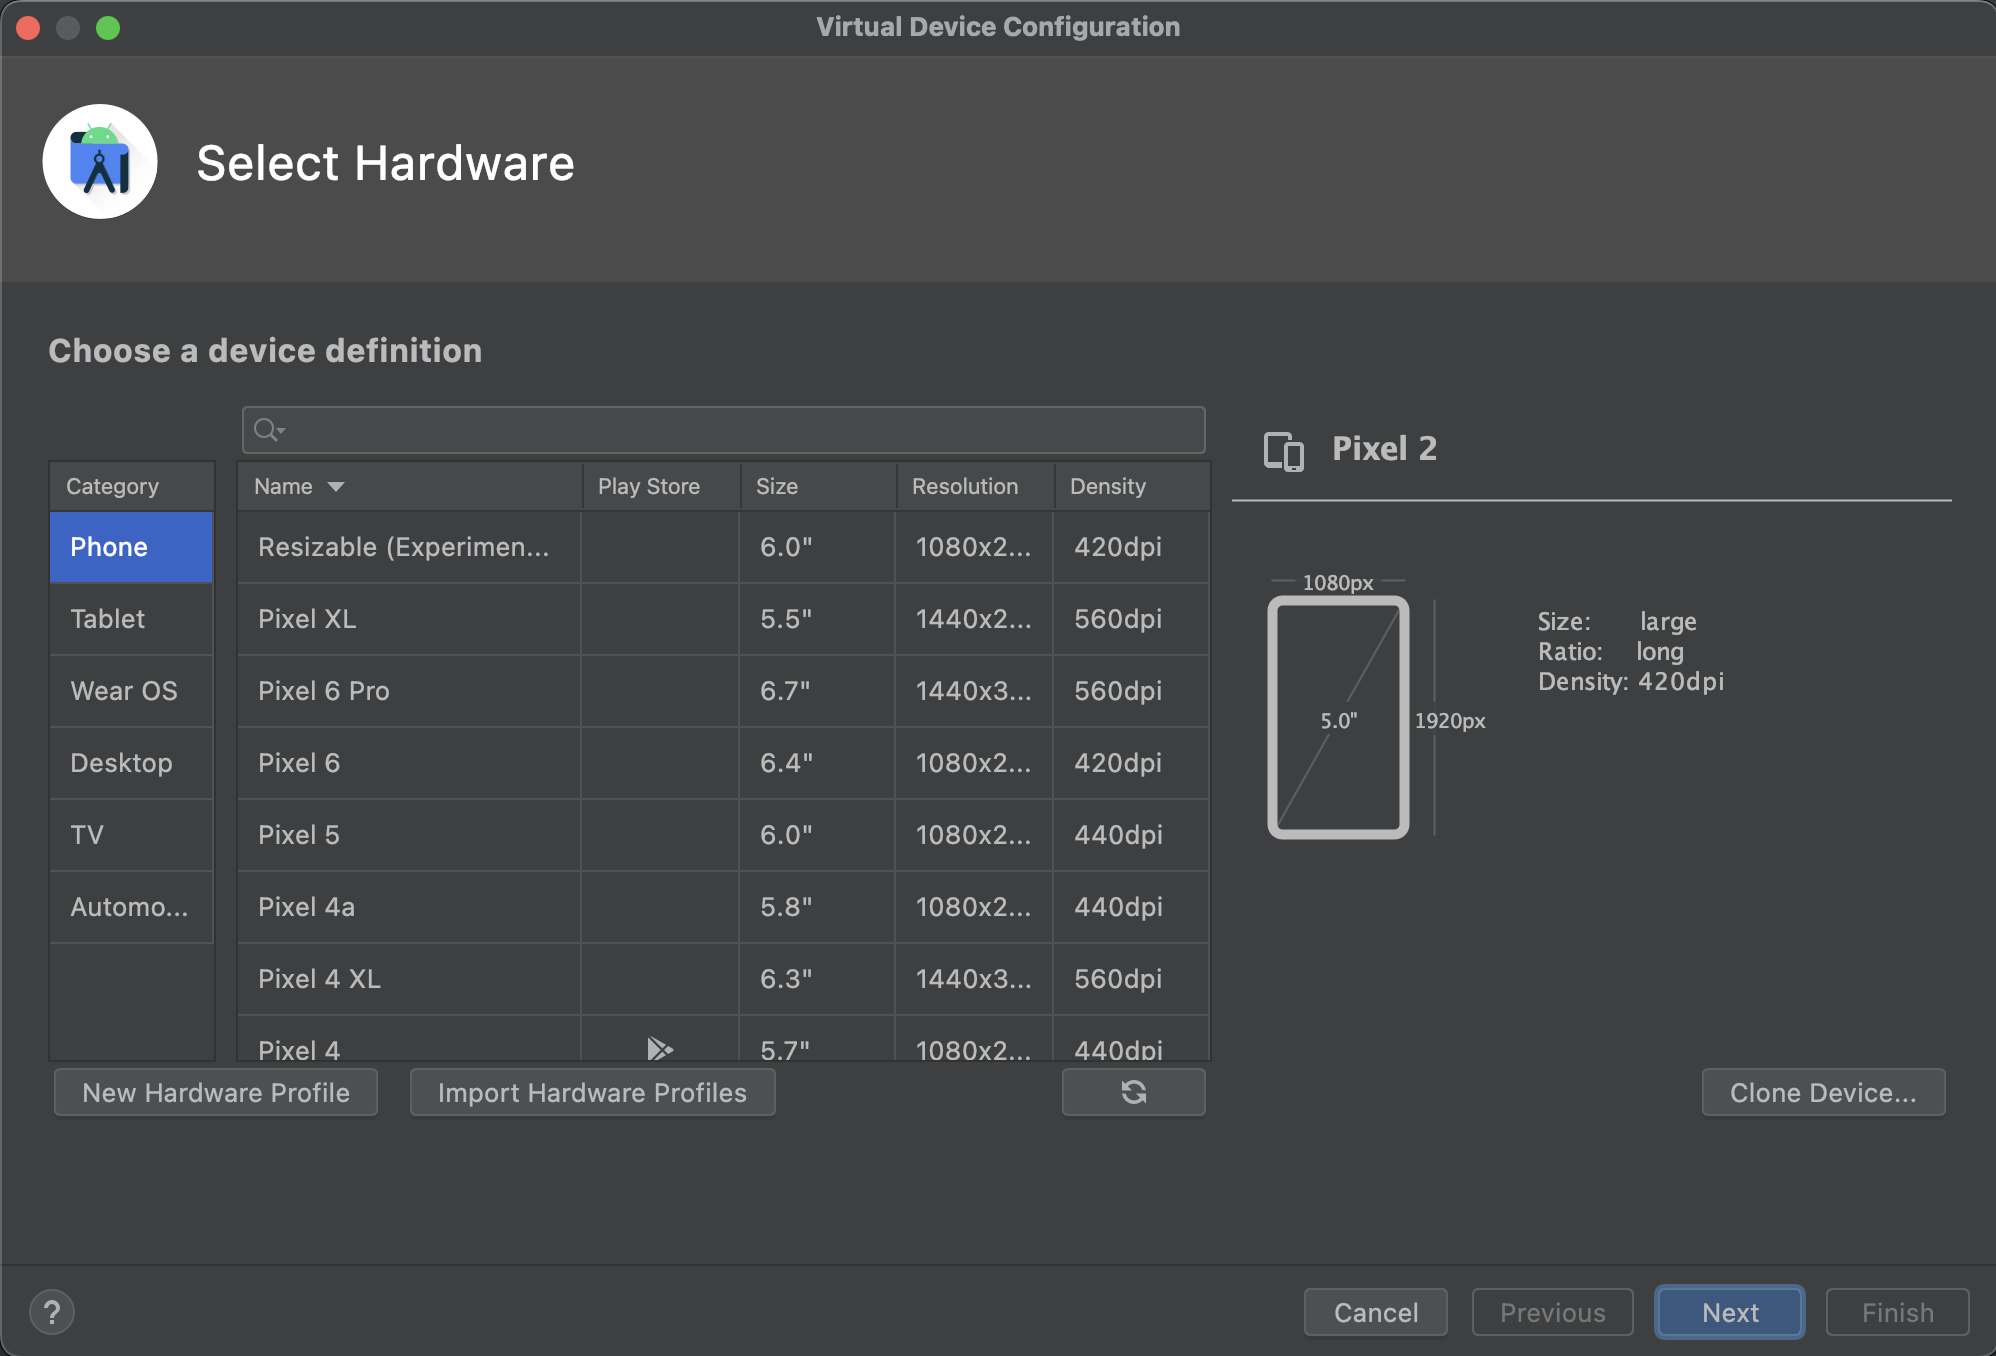 Virtual Device Configuration
Select Hardware
Choose a device definition
Category
Phone
Tablet
Wear OS
Desktop
TV
Automo...
Name Play Store Size Resolution Density
Resizable (Experimen... 6.0" 1080x2... 420dpi
Pixel XL 5.5" 1440x2... 560dpi
Pixel 6 Pro 6.7" 1440x3... 560dpi
Pixel 6 6.4" 1080x2... 420dpi
Pixel 5 6.0" 1080x2... 440dpi
Pixel 4a 5.8" 1080x2... 440dpi
Pixel 4 XL 6.3" 1440x3... 560dpi
Pixel 4 5.7" 1080x2... 440dpi
New Hardware Profile
Import Hardware Profiles
Pixel 2
1080px
5.0"
1920px
Size: large
Ratio: long
Density: 420dpi
Clone Device...
?
Cancel
Previous
Next
Finish